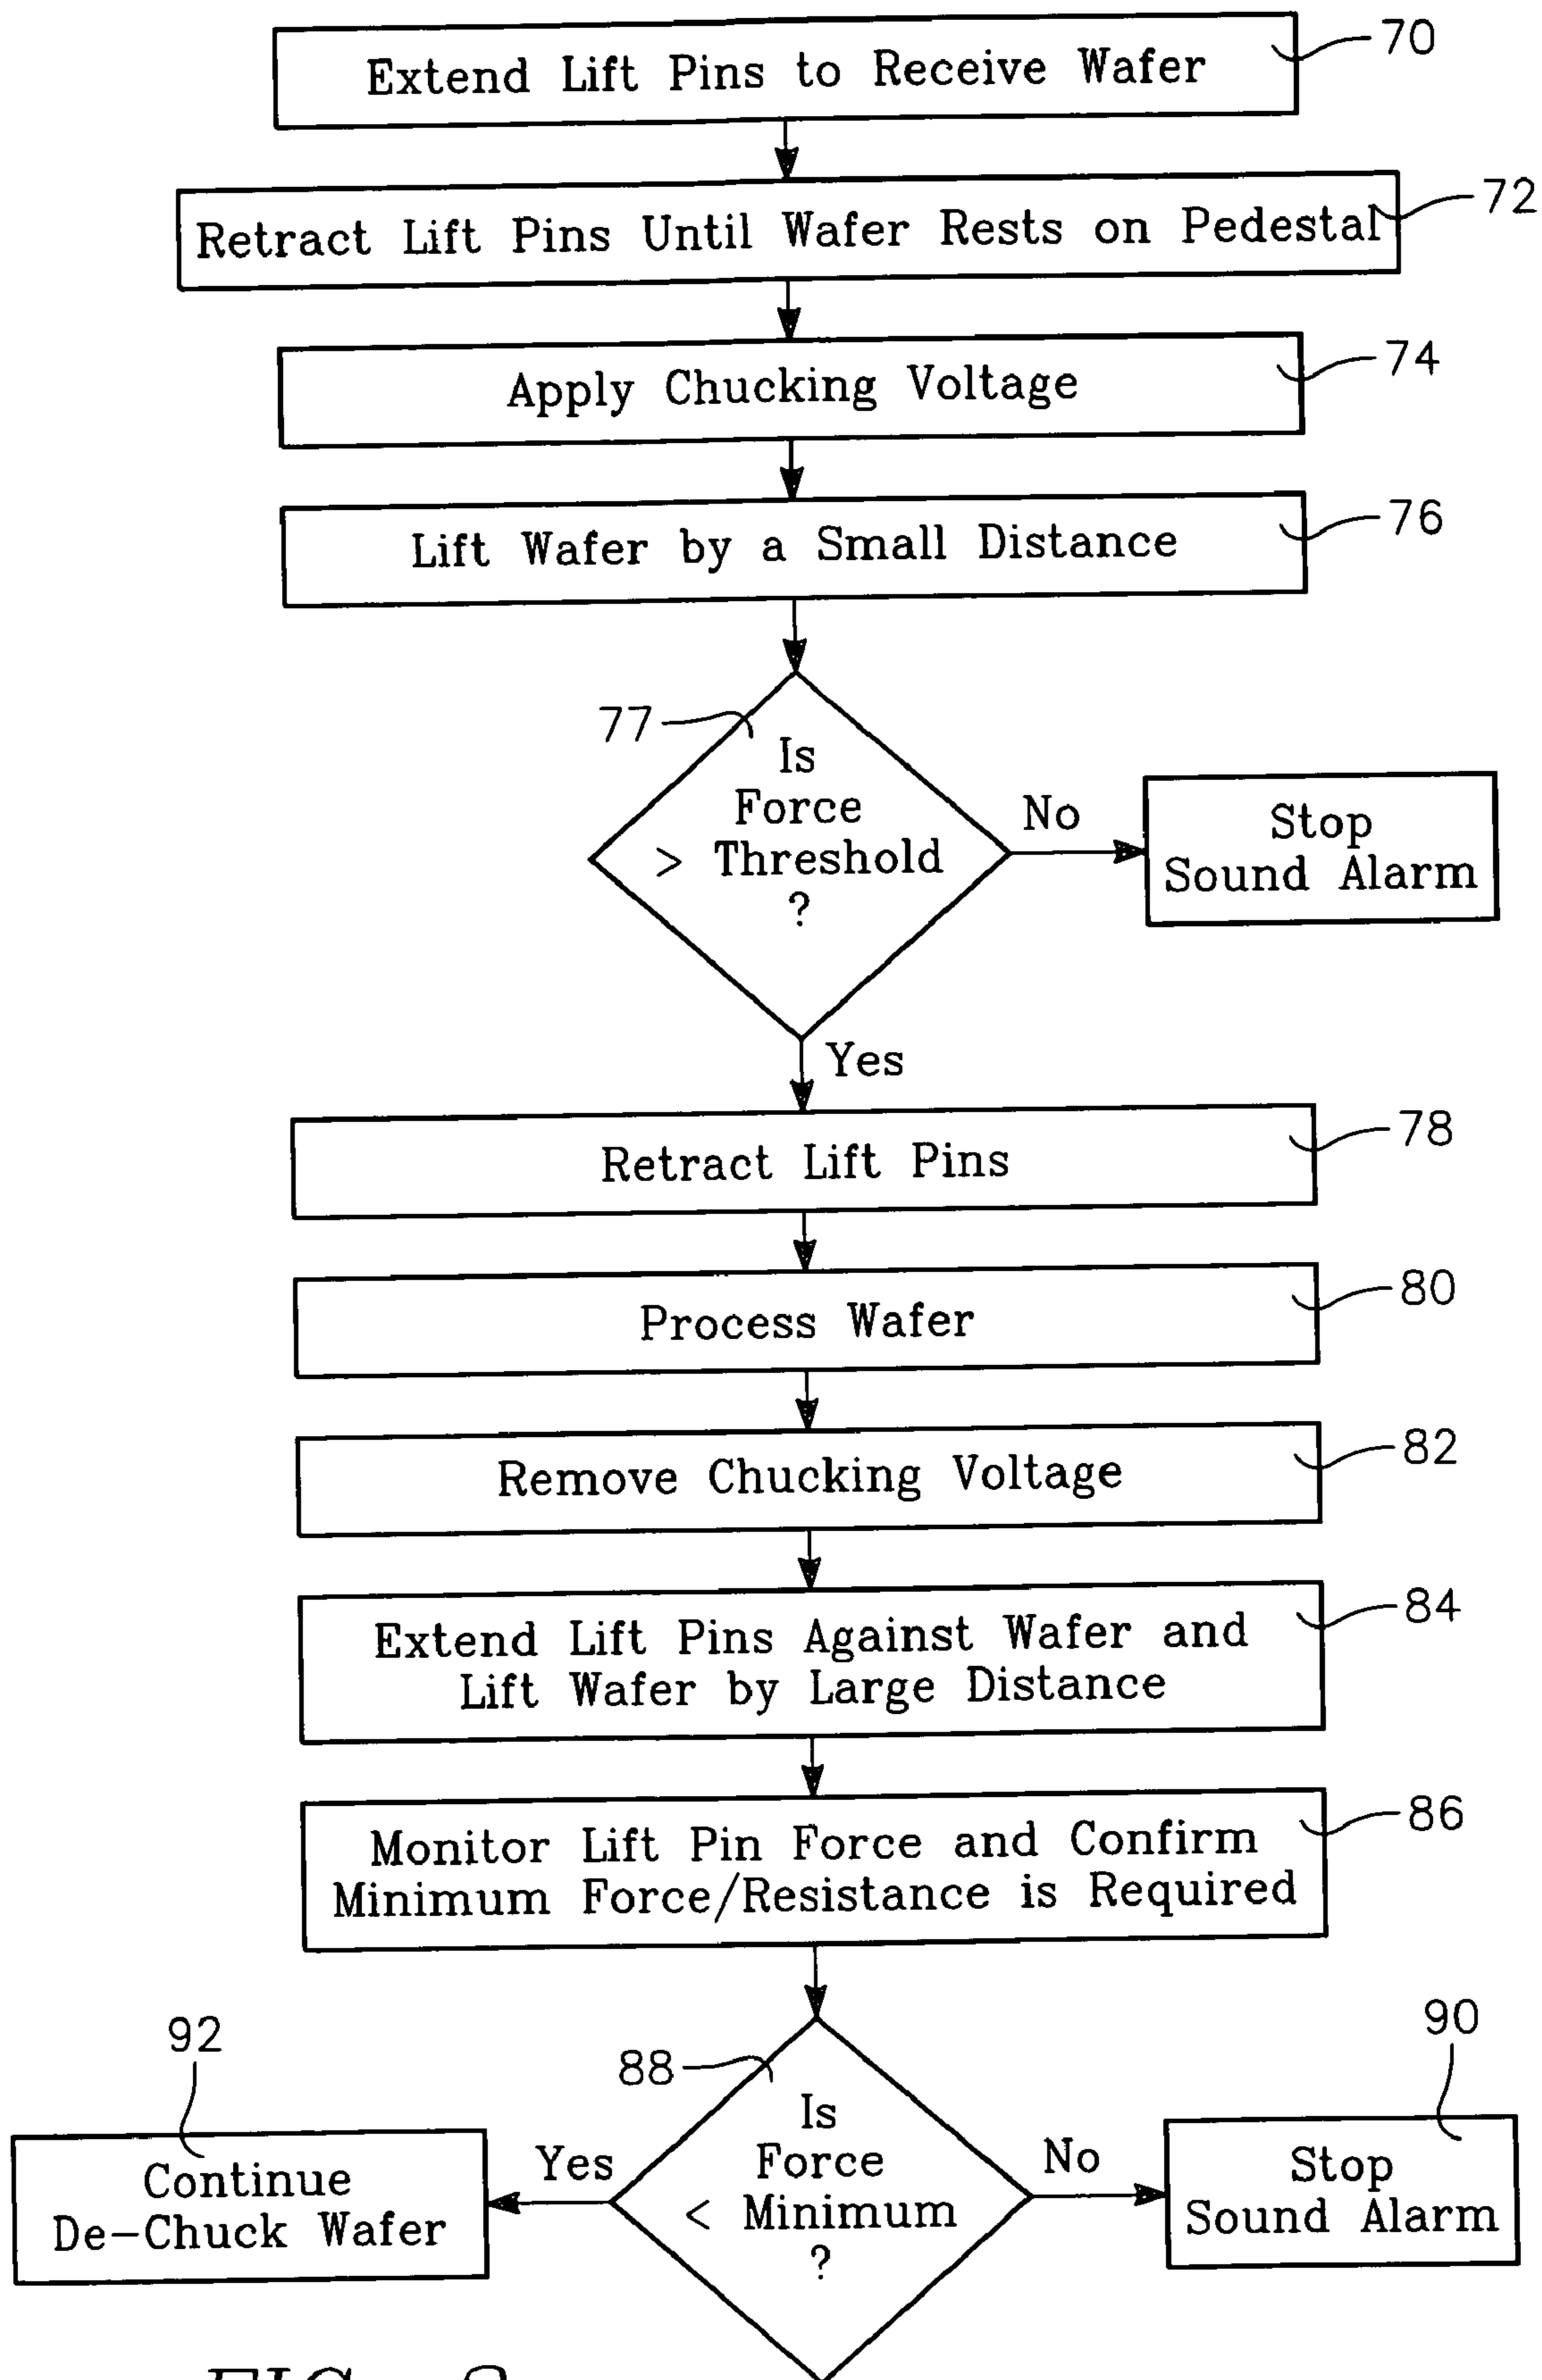 Extend Lift Pins to Receive Wafer
70
Retract Lift Pins Until Wafer Rests on Pedestal
72
Apply Chucking Voltage
74
Lift Wafer by a Small Distance
76
77
Is
Force
> Threshold
?
No
Stop
Sound Alarm
Yes
Retract Lift Pins
78
Process Wafer
80
Remove Chucking Voltage
82
Extend Lift Pins Against Wafer and
Lift Wafer by Large Distance
84
Monitor Lift Pin Force and Confirm
Minimum Force/Resistance is Required
86
88
Is
Force
< Minimum
?
Yes
92
Continue
De-Chuck Wafer
No
90
Stop
Sound Alarm